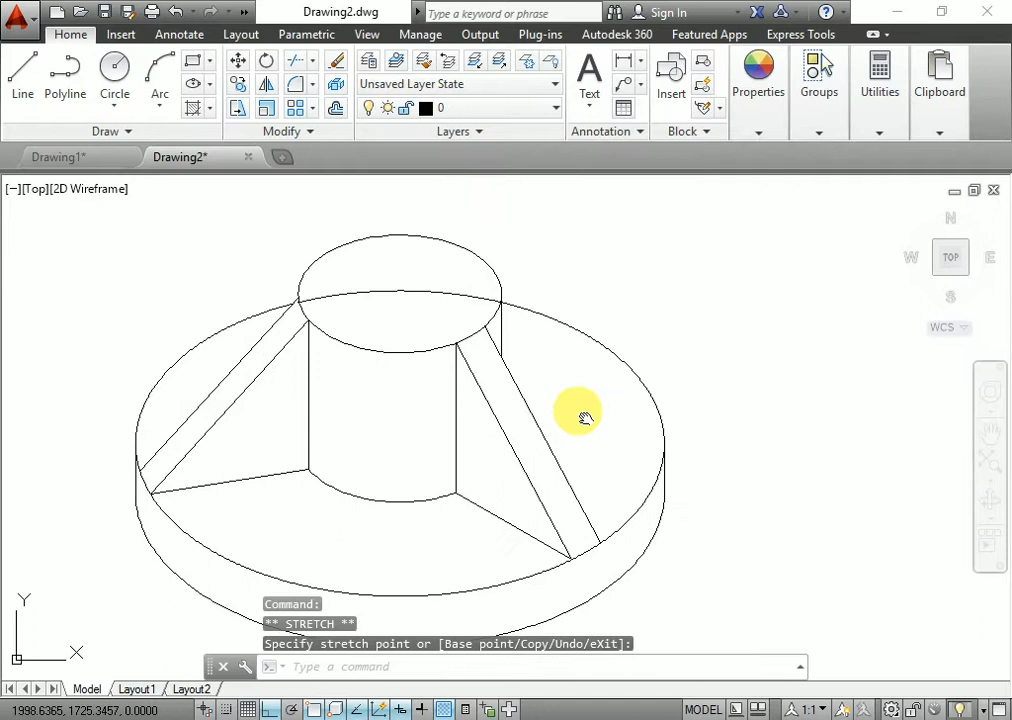 Drawing2.dwg
Type a keyword or phrase
Sign In
Home Insert Annotate Layout Parametric View Manage Output Plug-ins Autodesk 360 Featured Apps Express Tools
Unsaved Layer State
0
Line Polyline Circle Arc Text Insert Properties Groups Utilities Clipboard
Draw Modify Layers Annotation Block
Drawing1* Drawing2*
[−][Top][2D Wireframe]
N
W TOP E
S
WCS
Command:
** STRETCH **
Specify stretch point or [Base point/Copy/Undo/eXit]:
Y
X
Type a command
Model Layout1 Layout2
1998.6365, 1725.3457, 0.0000 MODEL 1:1